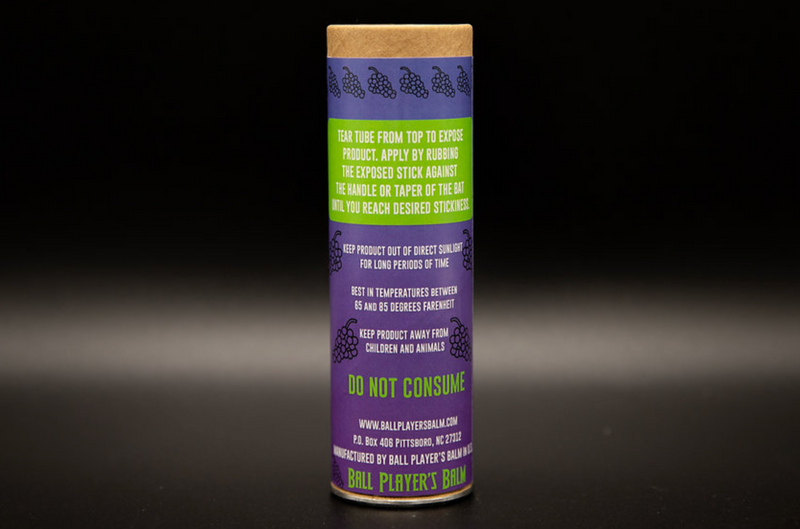 TEAR TUBE FROM TOP TO EXPOSE
PRODUCT. APPLY BY RUBBING
THE EXPOSED STICK AGAINST
THE HANDLE OR TAPER OF THE BAT
UNTIL YOU REACH DESIRED STICKINESS.
KEEP PRODUCT OUT OF DIRECT SUNLIGHT
FOR LONG PERIODS OF TIME
BEST IN TEMPERATURES BETWEEN
65 AND 85 DEGREES FARENHEIT
KEEP PRODUCT AWAY FROM
CHILDREN AND ANIMALS
DO NOT CONSUME
WWW.BALLPLAYERSBALM.COM
P.O. BOX 406 PITTSBORO, NC 27312
MANUFACTURED BY BALL PLAYER'S BALM IN
BALL PLAYER'S BALM